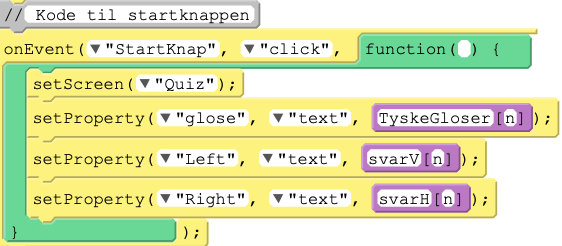 // Kode til startknappen
onEvent(▼"StartKnap", ▼"click", function() {
setScreen(▼"Quiz");
setProperty(▼"glose", ▼"text", TyskeGloser[n]);
setProperty(▼"Left", ▼"text", svarV[n]);
setProperty(▼"Right", ▼"text", svarH[n]);
} );